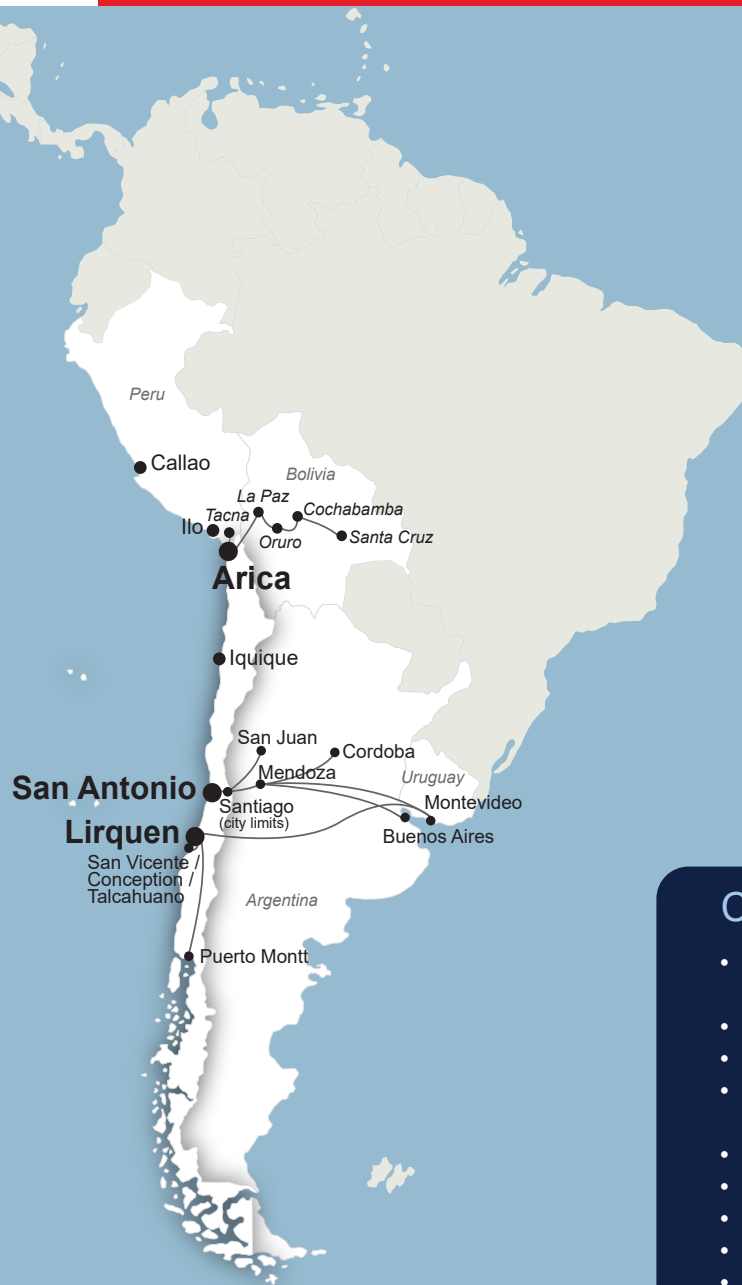 Peru
Callao
Bolivia
La Paz
Tacna
Cochabamba
Ilo
Oruro
Santa Cruz
Arica
Iquique
San Juan
Cordoba
Mendoza
Uruguay
San Antonio
Santiago
(city limits)
Montevideo
Lirquen
Buenos Aires
San Vicente /
Conception /
Talcahuano
Argentina
Puerto Montt